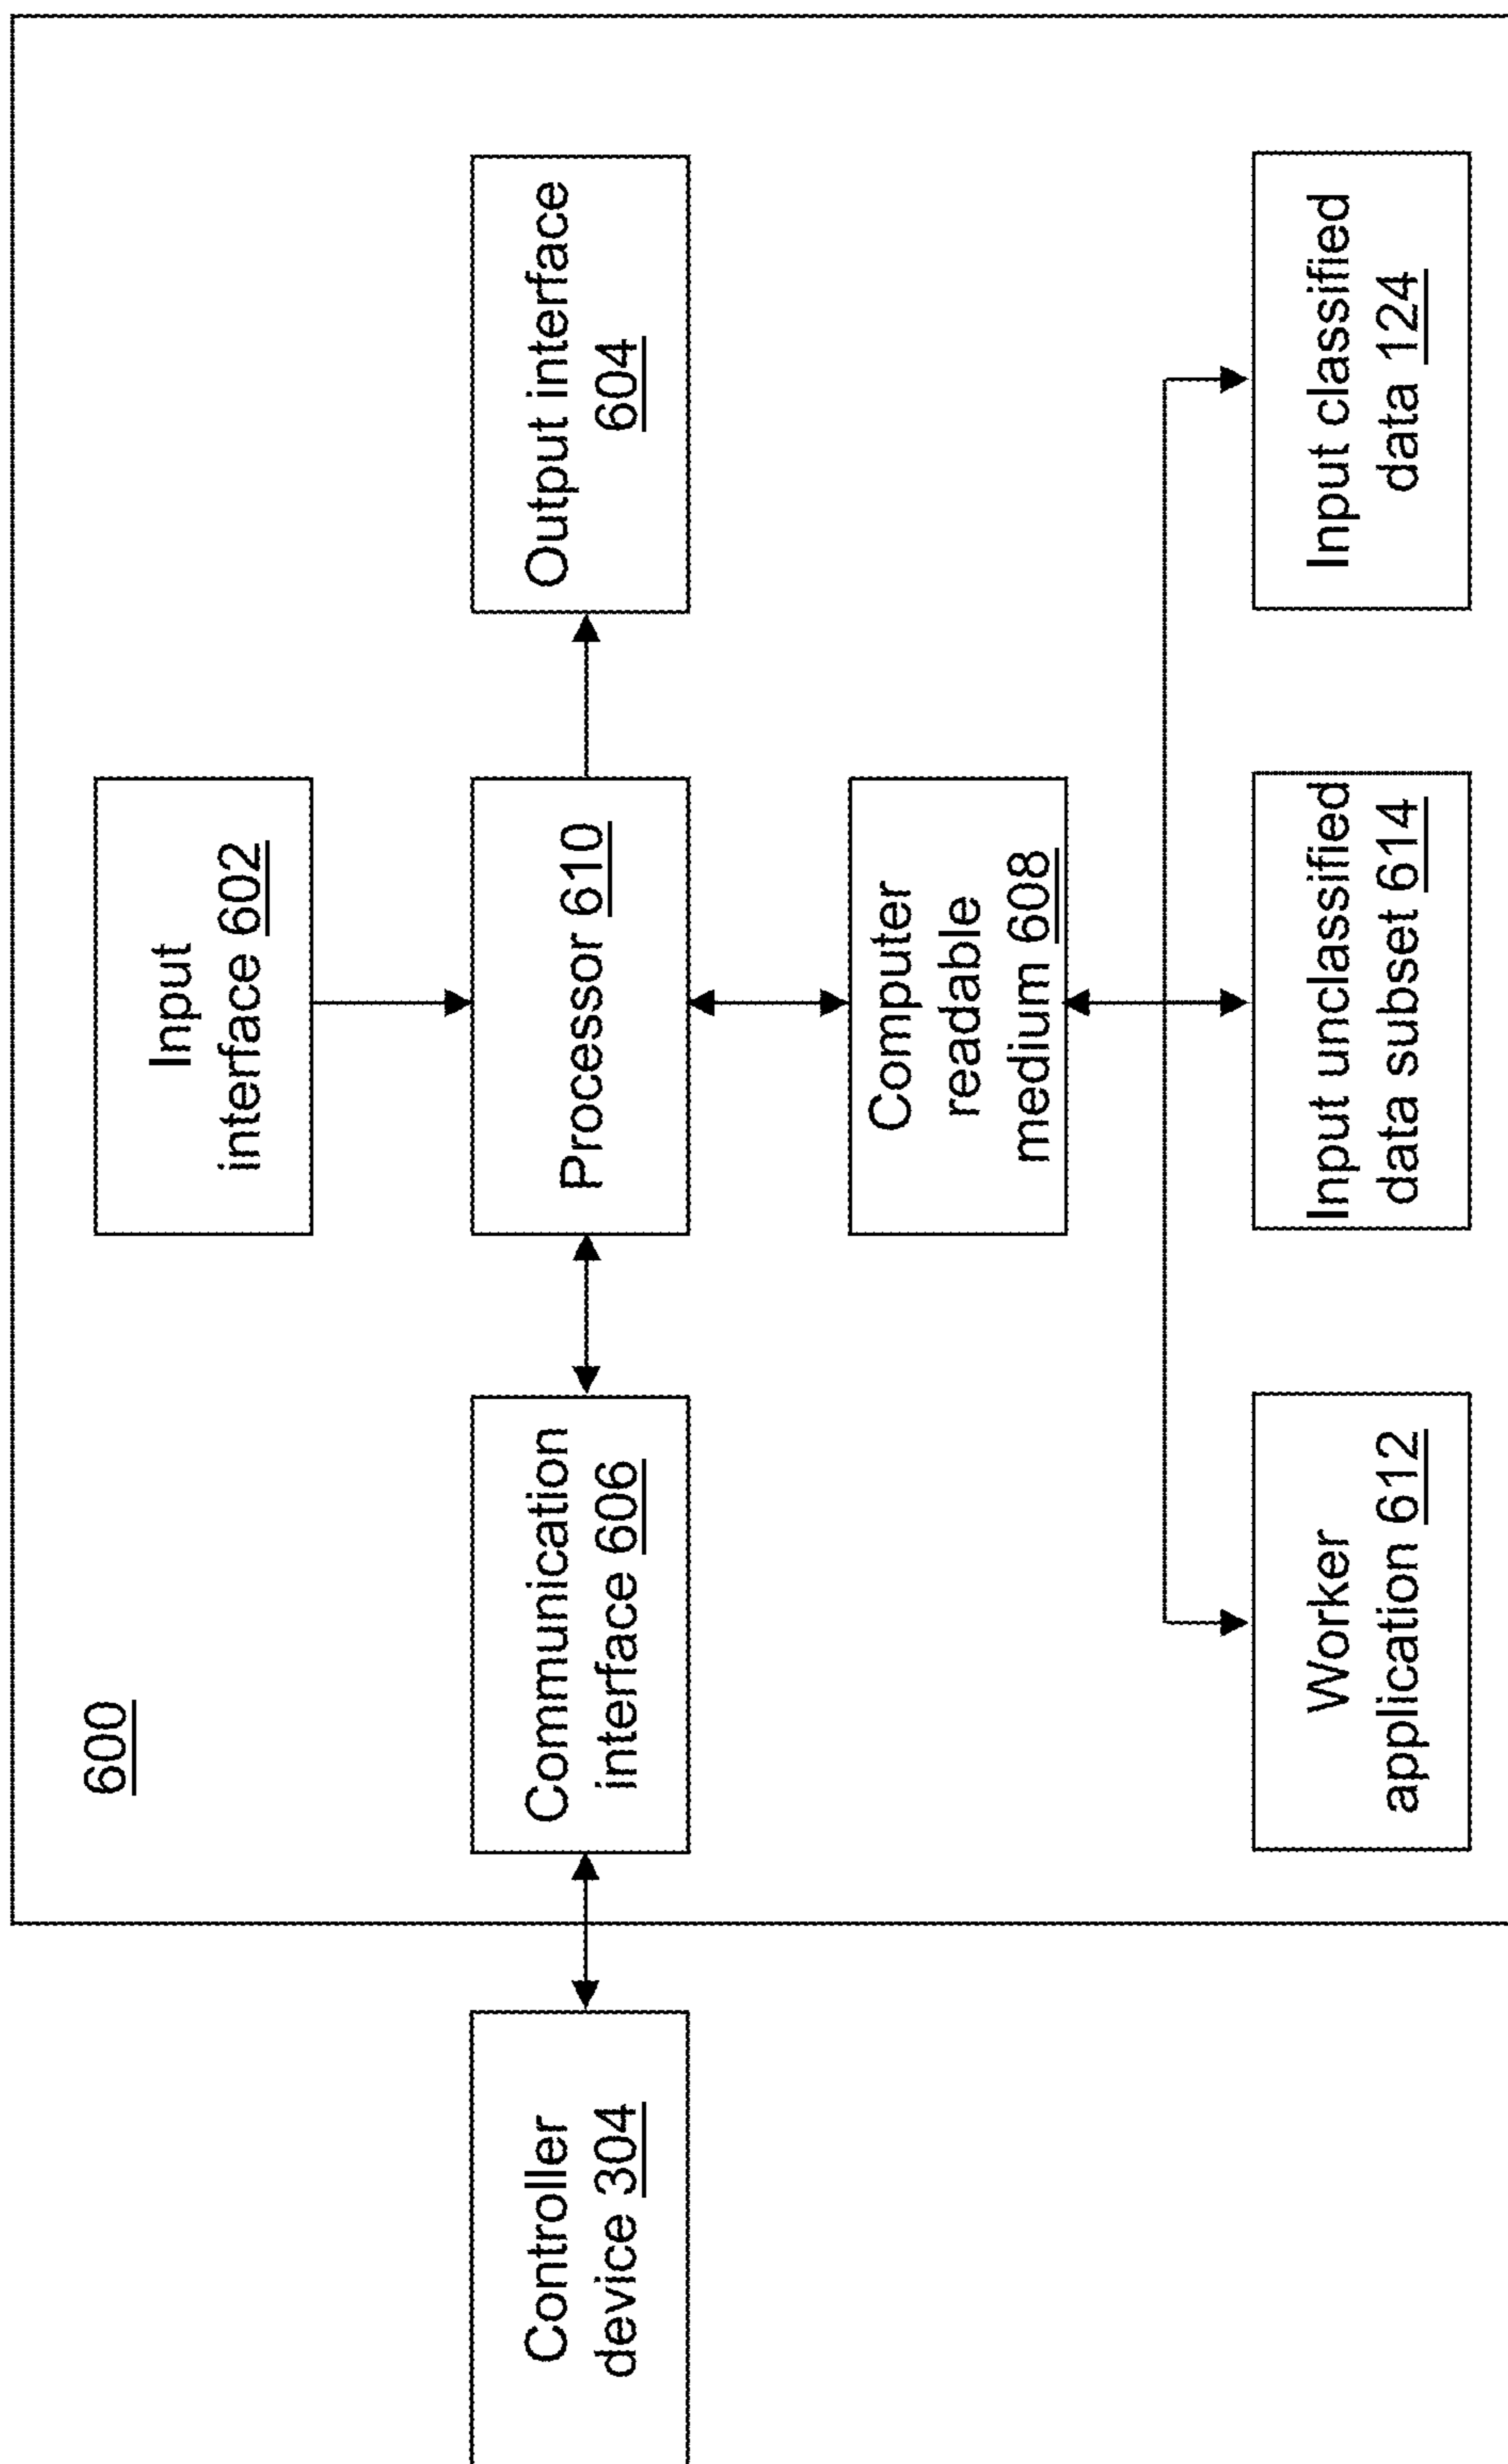 600
Input
interface 602
Controller
device 304
Communication
interface 606
Processor 610
Output interface
604
Computer
readable
medium 608
Worker
application 612
Input unclassified
data subset 614
Input classified
data 124